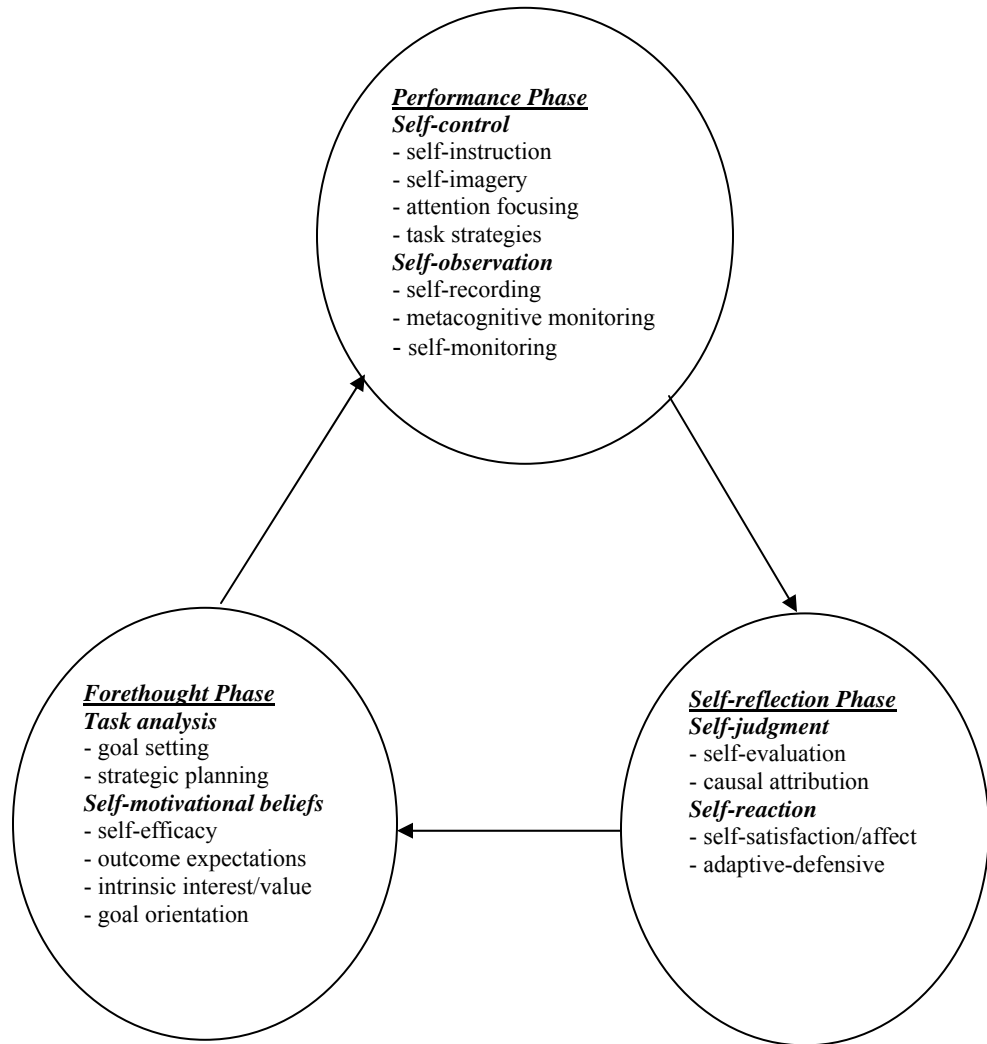 Performance Phase
Self-control
- self-instruction
- self-imagery
- attention focusing
- task strategies
Self-observation
- self-recording
- metacognitive monitoring
- self-monitoring
Forethought Phase
Task analysis
- goal setting
- strategic planning
Self-motivational beliefs
- self-efficacy
- outcome expectations
- intrinsic interest/value
- goal orientation
Self-reflection Phase
Self-judgment
- self-evaluation
- causal attribution
Self-reaction
- self-satisfaction/affect
- adaptive-defensive